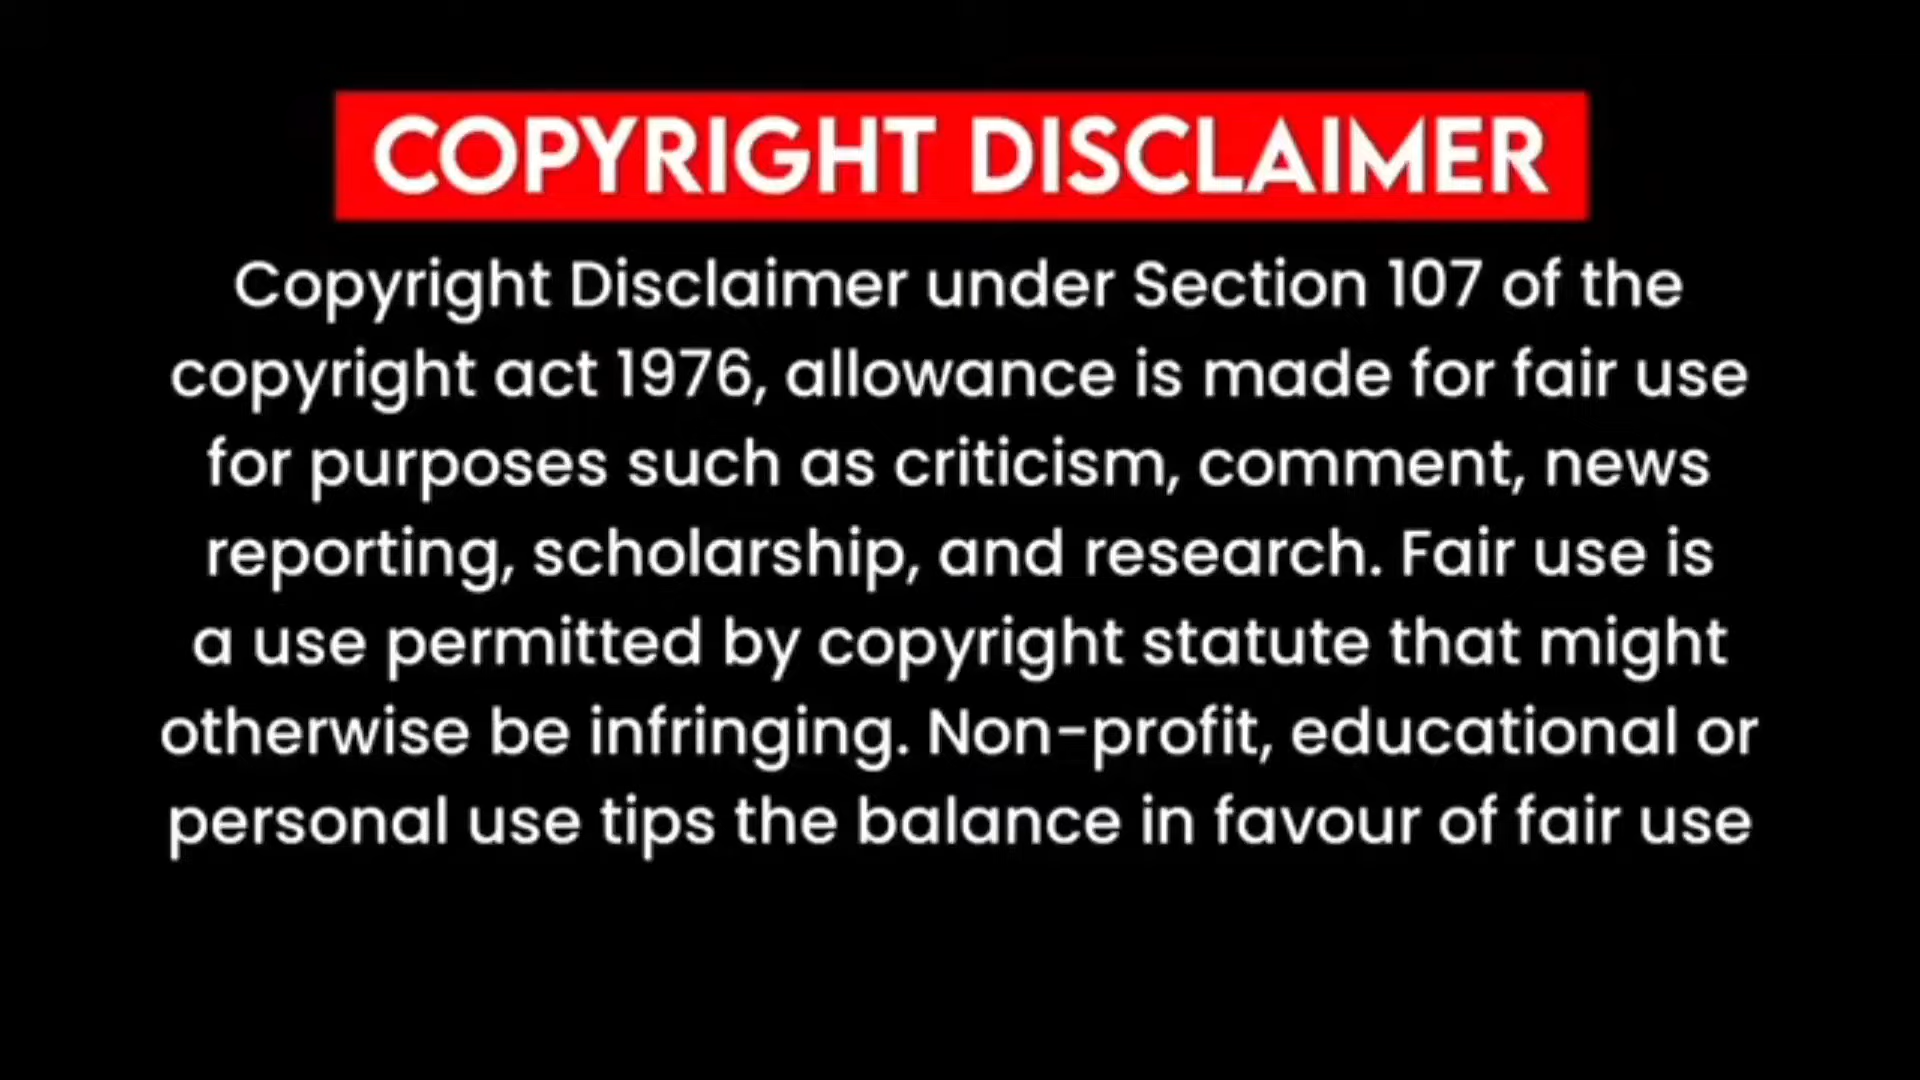 COPYRIGHT DISCLAIMER
Copyright Disclaimer under Section 107 of the
copyright act 1976, allowance is made for fair use
for purposes such as criticism, comment, news
reporting, scholarship, and research. Fair use is
a use permitted by copyright statute that might
otherwise be infringing. Non-profit, educational or
personal use tips the balance in favour of fair use